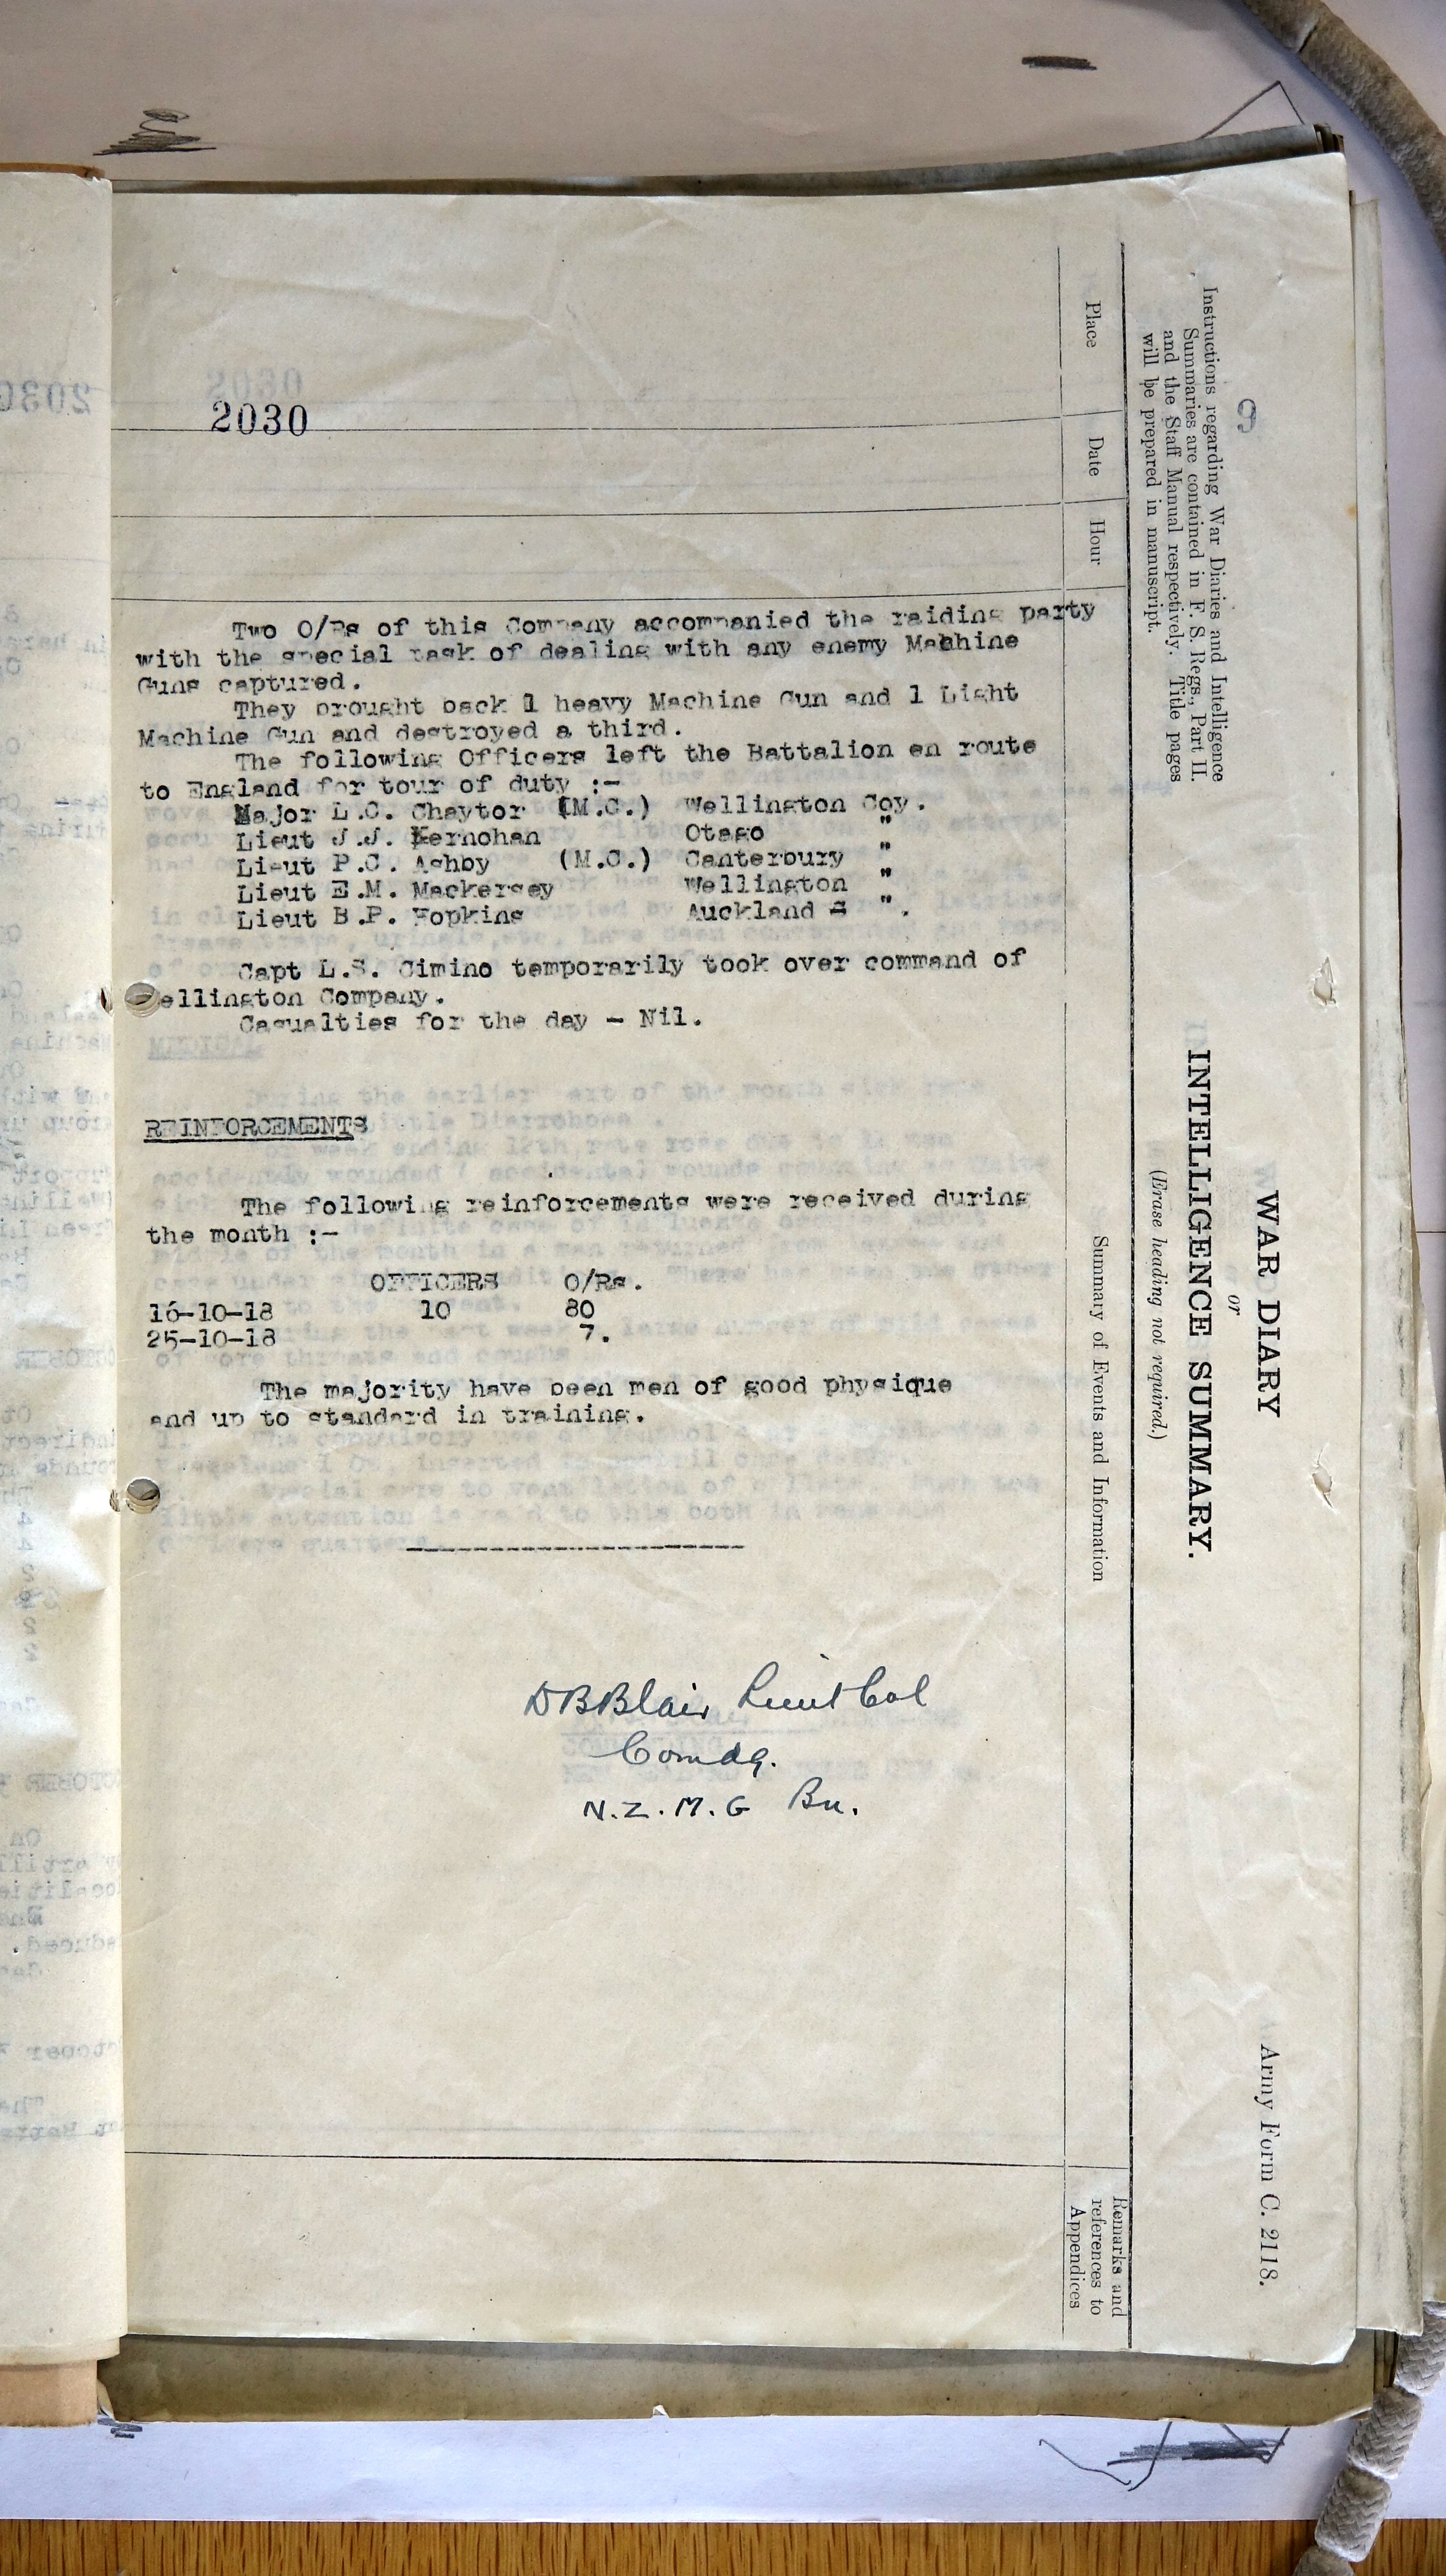 9
Army Form C. 2118.
WAR DIARY
or
INTELLIGENCE SUMMARY.
(Erase heading not required.)
Instructions regarding War Diaries and Intelligence
Summaries are contained in F. S. Regs., Part II.
and the Staff Manual respectively. Title pages
will be prepared in manuscript.
Place
Date
Hour
Summary of Events and Information
Remarks and
references to
Appendices
2030
Two O/Rs of this Company accompanied the raiding party
with the special task of dealing with any enemy Machine
Guns captured.
They brought back 1 heavy Machine Gun and 1 Light
Machine Gun and destroyed a third.
The following Officers left the Battalion en route
to England for tour of duty :-
Major L.C. Chaytor (M.C.) Wellington Coy.
Lieut J.J. Kernohan Otago "
Lieut P.C. Ashby (M.C.) Canterbury "
Lieut E.M. Mackersey Wellington "
Lieut B.P. Hopkins Auckland " .
Capt L.S. Cimino temporarily took over command of
ellington Company.
Casualties for the day - Nil.
REINFORCEMENTS
The following reinforcements were received during
the month :-
OFFICERS O/Rs.
16-10-18 10 80
25-10-18 7.
The majority have been men of good physique
and up to standard in training.
DBBlair Lieut Col
Comdg.
N.Z.M.G Bn.